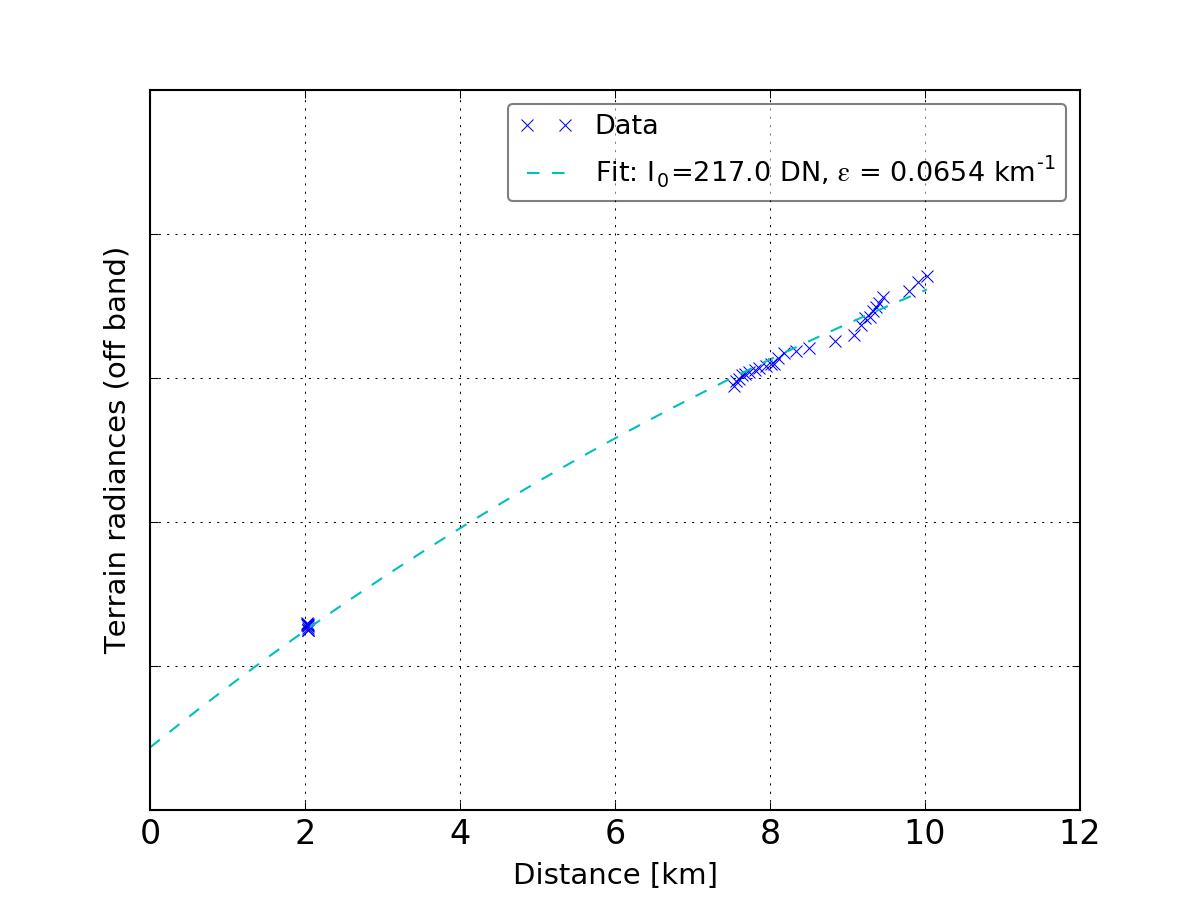 Data
Fit: I₀=217.0 DN, ε = 0.0654 km⁻¹
Terrain radiances (off band)
0 2 4 6 8 10 12
Distance [km]